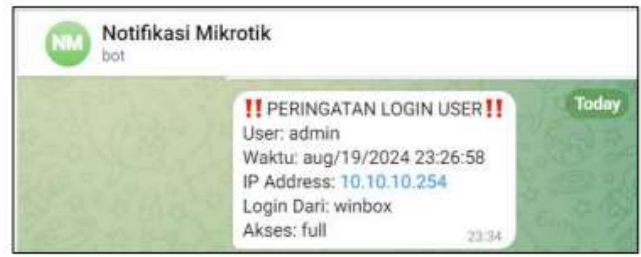 NM
Notifikasi Mikrotik
bot
Today
‼️PERINGATAN LOGIN USER‼️
User: admin
Waktu: aug/19/2024 23:26:58
IP Address: 10.10.10.254
Login Dari: winbox
Akses: full
23:34